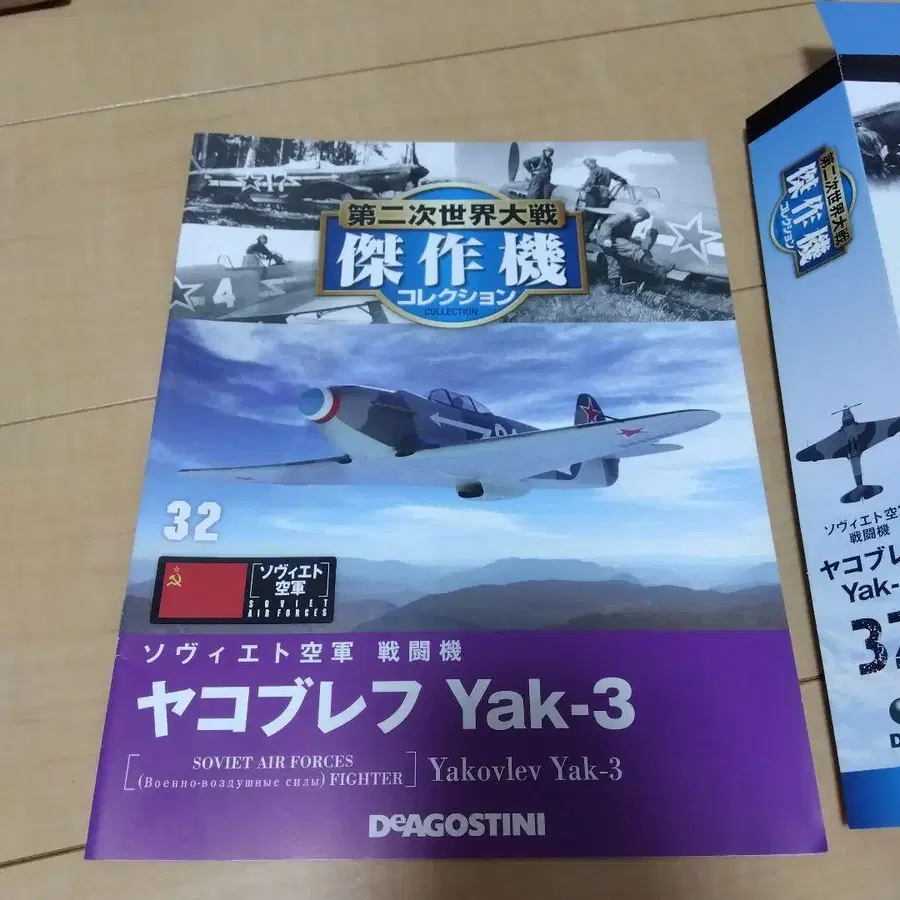 第二次世界大戦
傑作機
コレクション
COLLECTION
17
4
32
ソヴィエト
空軍
SOVIET
AIR FORCES
ソヴィエト空軍 戦闘機
ヤコブレフ Yak-3
SOVIET AIR FORCES
(Военно-воздушные силы) FIGHTER
Yakovlev Yak-3
DeAGOSTINI
第二次世界大戦
傑作機
コレクション
ソヴィエト空
戦闘機
ヤコブレ
Yak-
32